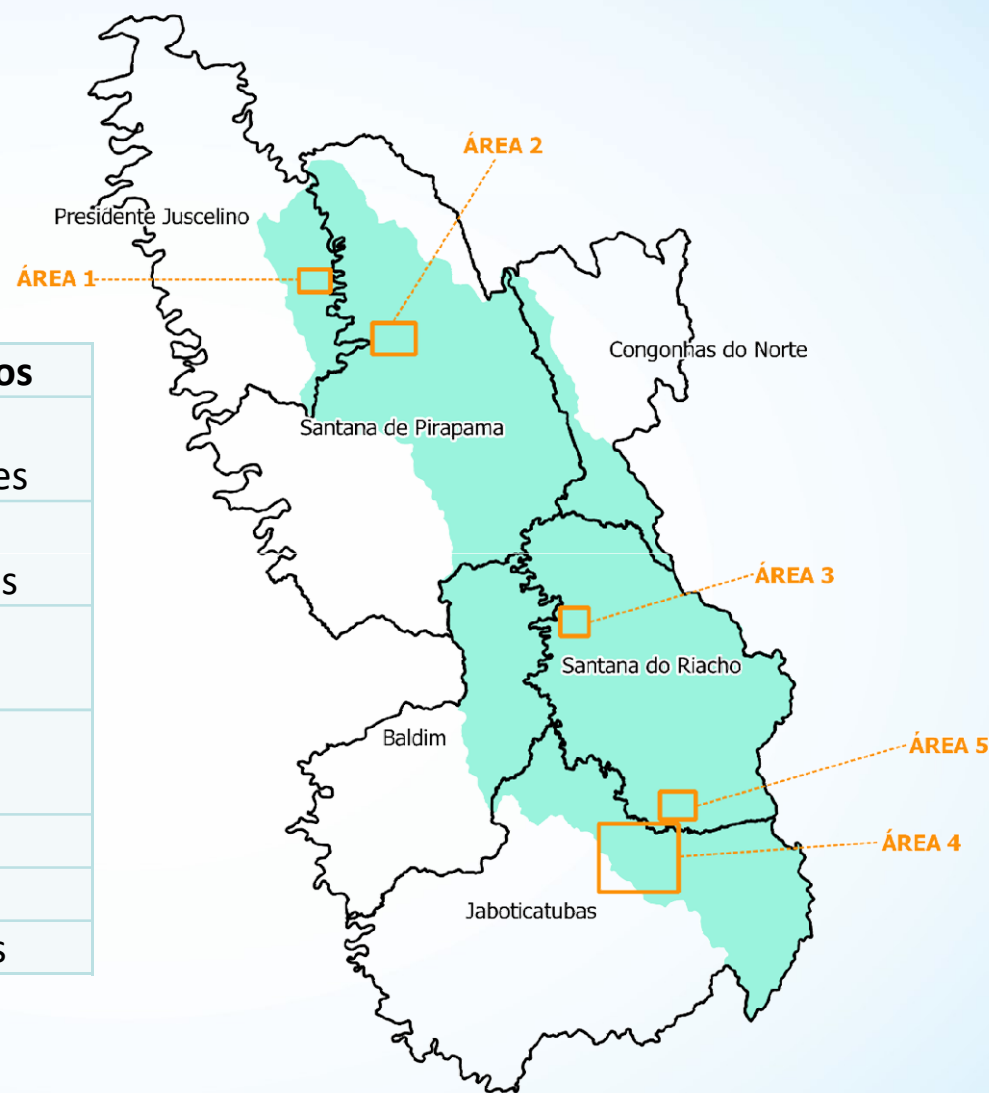 ÁREA 2
Presidente Juscelino
ÁREA 1
Congonhas do Norte
os
Santana de Pirapama
es
s
ÁREA 3
Santana do Riacho
Baldim
ÁREA 5
ÁREA 4
Jaboticatubas
s